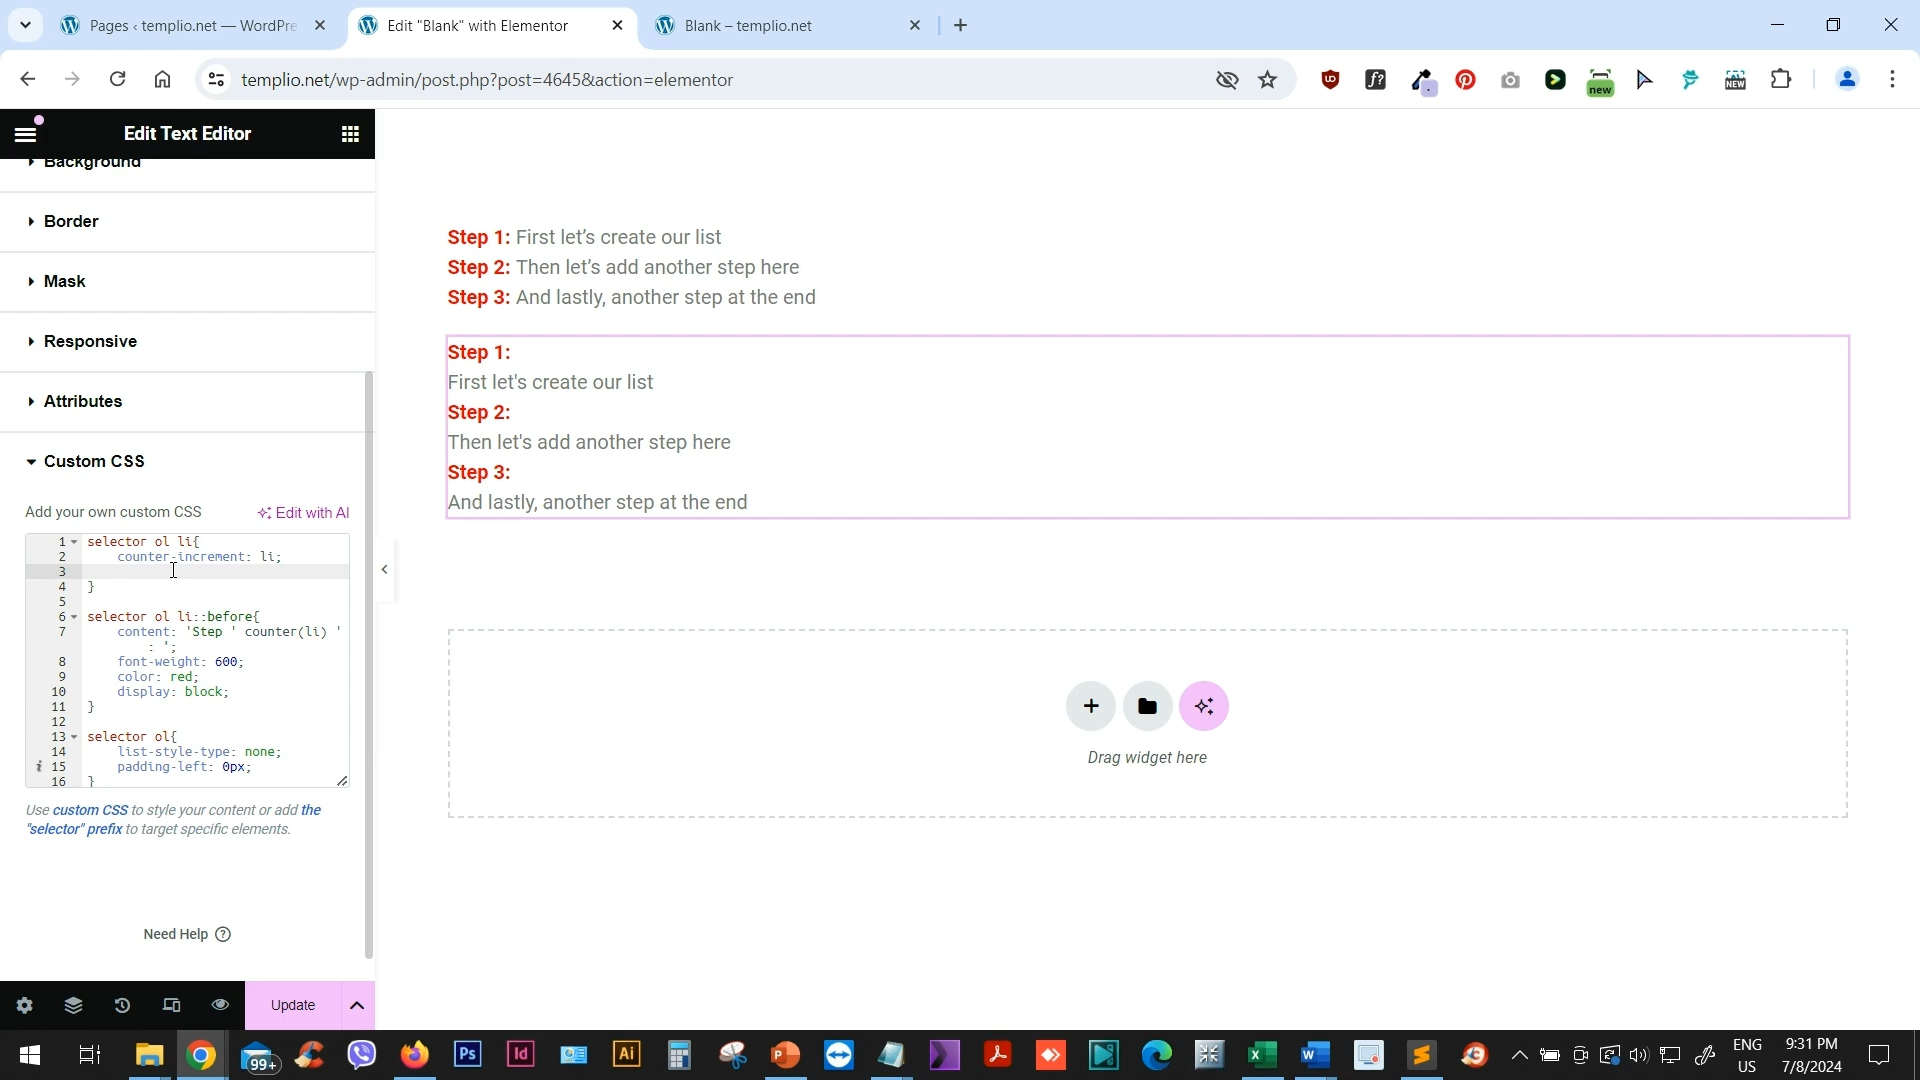 Pages ‹ templio.net — WordPre
Edit "Blank" with Elementor
Blank – templio.net
templio.net/wp-admin/post.php?post=4645&action=elementor
new
NEW
Edit Text Editor
Background
Border
Mask
Responsive
Attributes
Custom CSS
Add your own custom CSS
Edit with AI
1 selector ol li{
2 counter-increment: li;
3
4 }
5
6 selector ol li::before{
7 content: 'Step ' counter(li) '
: ';
8 font-weight: 600;
9 color: red;
10 display: block;
11 }
12
13 selector ol{
14 list-style-type: none;
15 padding-left: 0px;
16 }
Use custom CSS to style your content or add the
"selector" prefix to target specific elements.
Need Help
Update
Step 1: First let’s create our list
Step 2: Then let’s add another step here
Step 3: And lastly, another step at the end
Step 1:
First let's create our list
Step 2:
Then let's add another step here
Step 3:
And lastly, another step at the end
Drag widget here
99+
Ps
Id
Ai
ENG
US
9:31 PM
7/8/2024